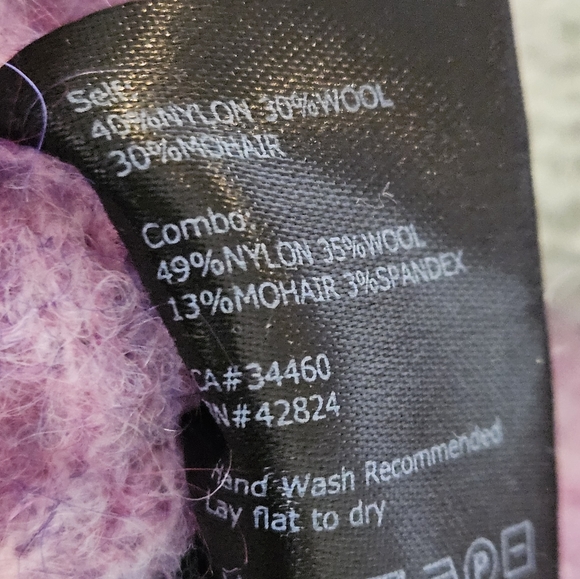 Self:
40%NYLON 30%WOOL
30%MOHAIR
Combo:
49%NYLON 35%WOOL
13%MOHAIR 3%SPANDEX
CA#34460
RN#42824
Hand Wash Recommended
Lay flat to dry
P